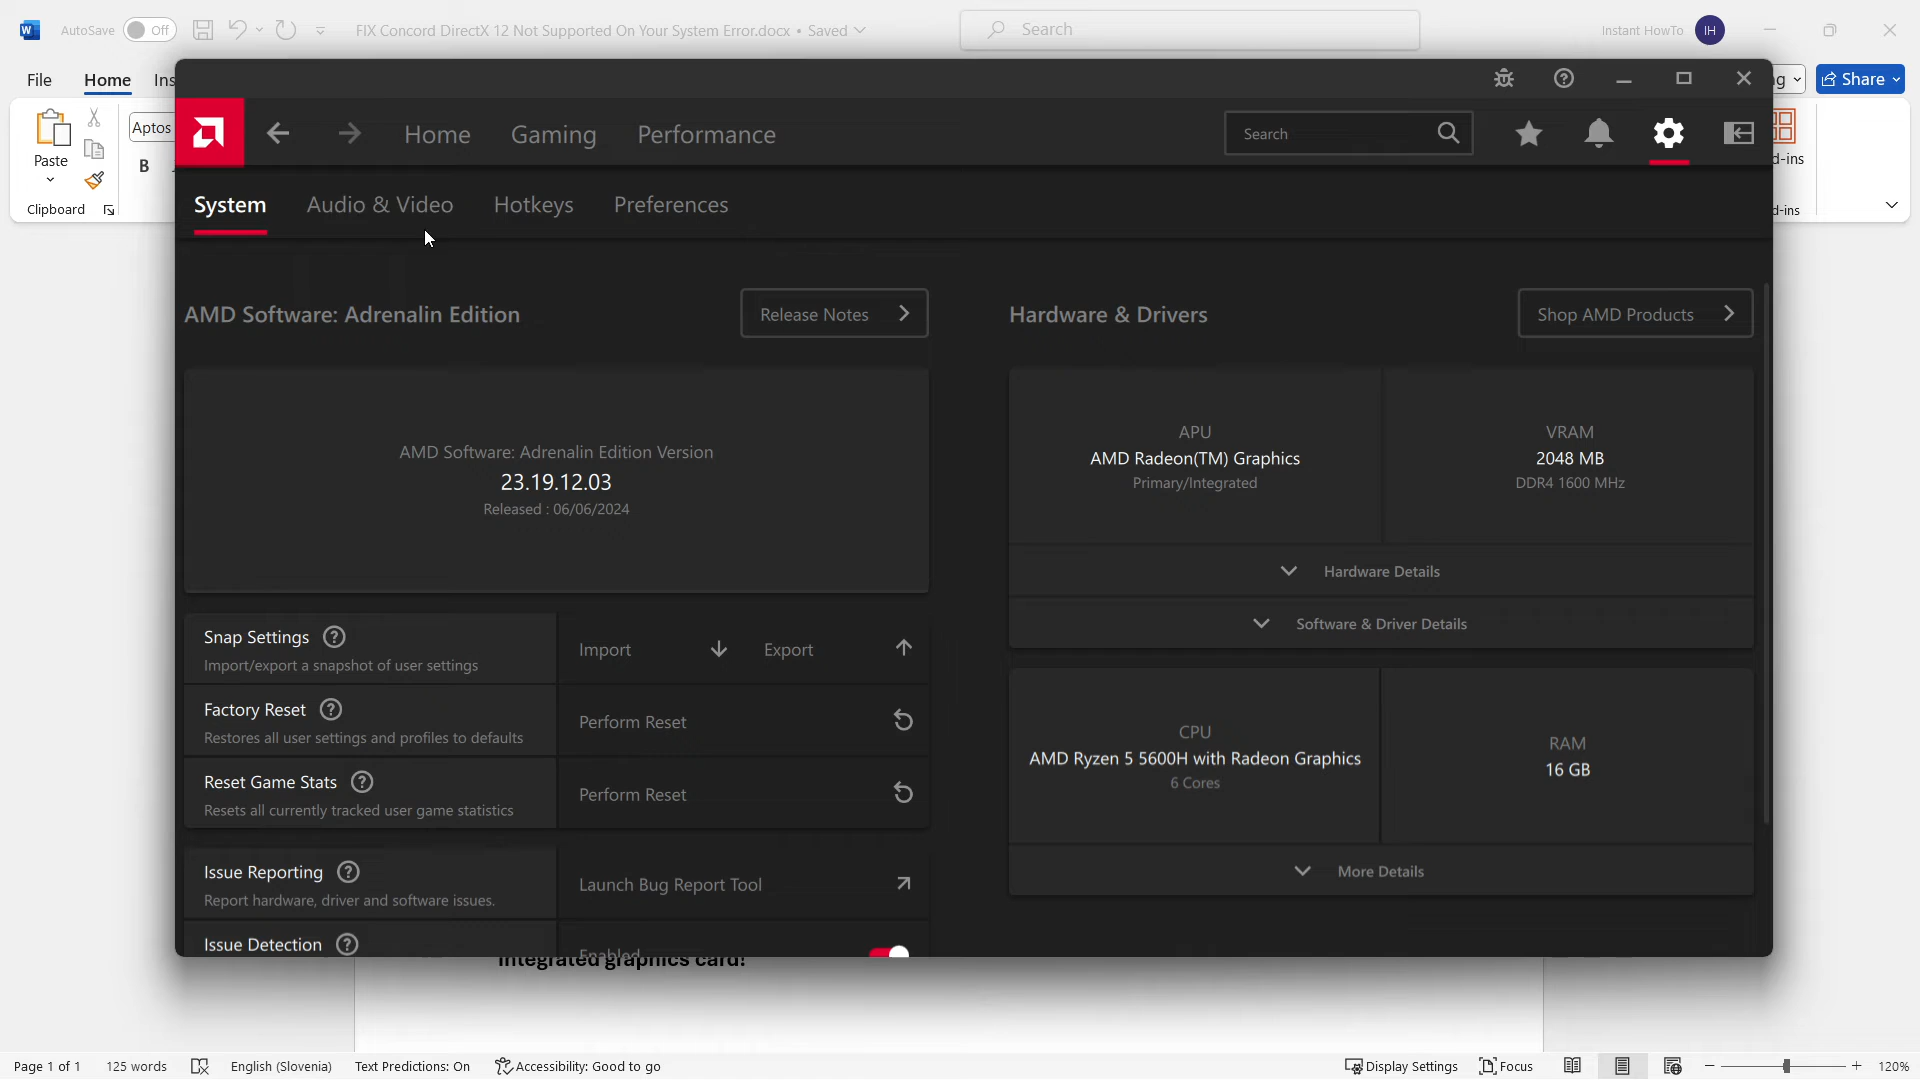 AutoSave Off FIX Concord DirectX 12 Not Supported On Your System Error.docx • Saved Search Instant HowTo IH
File Home Ins g Share
Aptos
Paste B d-ins
Clipboard d-ins
Home Gaming Performance Search
System Audio & Video Hotkeys Preferences
AMD Software: Adrenalin Edition Release Notes
AMD Software: Adrenalin Edition Version
23.19.12.03
Released : 06/06/2024
Snap Settings
Import/export a snapshot of user settings
Import Export
Factory Reset
Restores all user settings and profiles to defaults
Perform Reset
Reset Game Stats
Resets all currently tracked user game statistics
Perform Reset
Issue Reporting
Report hardware, driver and software issues.
Launch Bug Report Tool
Issue Detection
Enabled
Hardware & Drivers Shop AMD Products
APU
AMD Radeon(TM) Graphics
Primary/Integrated
VRAM
2048 MB
DDR4 1600 MHz
Hardware Details
Software & Driver Details
CPU
AMD Ryzen 5 5600H with Radeon Graphics
6 Cores
RAM
16 GB
More Details
integrated graphics card!
Page 1 of 1 125 words English (Slovenia) Text Predictions: On Accessibility: Good to go Display Settings Focus 120%